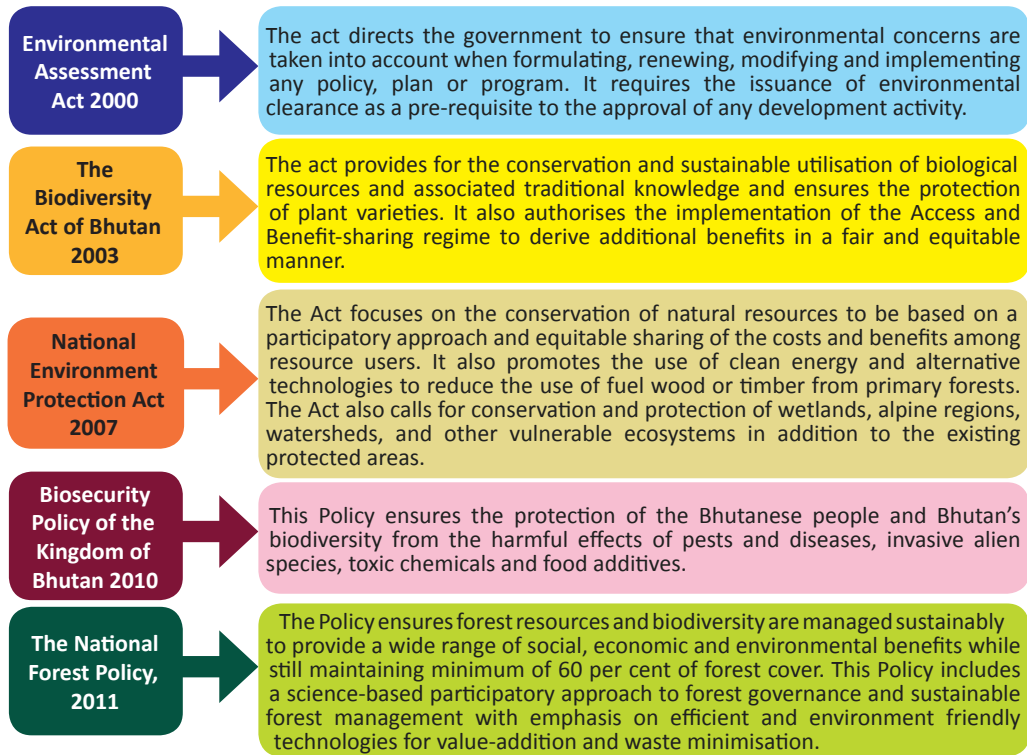 Environmental
Assessment
Act 2000
The act directs the government to ensure that environmental concerns are
taken into account when formulating, renewing, modifying and implementing
any policy, plan or program. It requires the issuance of environmental
clearance as a pre-requisite to the approval of any development activity.
The
Biodiversity
Act of Bhutan
2003
The act provides for the conservation and sustainable utilisation of biological
resources and associated traditional knowledge and ensures the protection
of plant varieties. It also authorises the implementation of the Access and
Benefit-sharing regime to derive additional benefits in a fair and equitable
manner.
National
Environment
Protection Act
2007
The Act focuses on the conservation of natural resources to be based on a
participatory approach and equitable sharing of the costs and benefits among
resource users. It also promotes the use of clean energy and alternative
technologies to reduce the use of fuel wood or timber from primary forests.
The Act also calls for conservation and protection of wetlands, alpine regions,
watersheds, and other vulnerable ecosystems in addition to the existing
protected areas.
Biosecurity
Policy of the
Kingdom of
Bhutan 2010
This Policy ensures the protection of the Bhutanese people and Bhutan's
biodiversity from the harmful effects of pests and diseases, invasive alien
species, toxic chemicals and food additives.
The National
Forest Policy,
2011
The Policy ensures forest resources and biodiversity are managed sustainably
to provide a wide range of social, economic and environmental benefits while
still maintaining minimum of 60 per cent of forest cover. This Policy includes
a science-based participatory approach to forest governance and sustainable
forest management with emphasis on efficient and environment friendly
technologies for value-addition and waste minimisation.